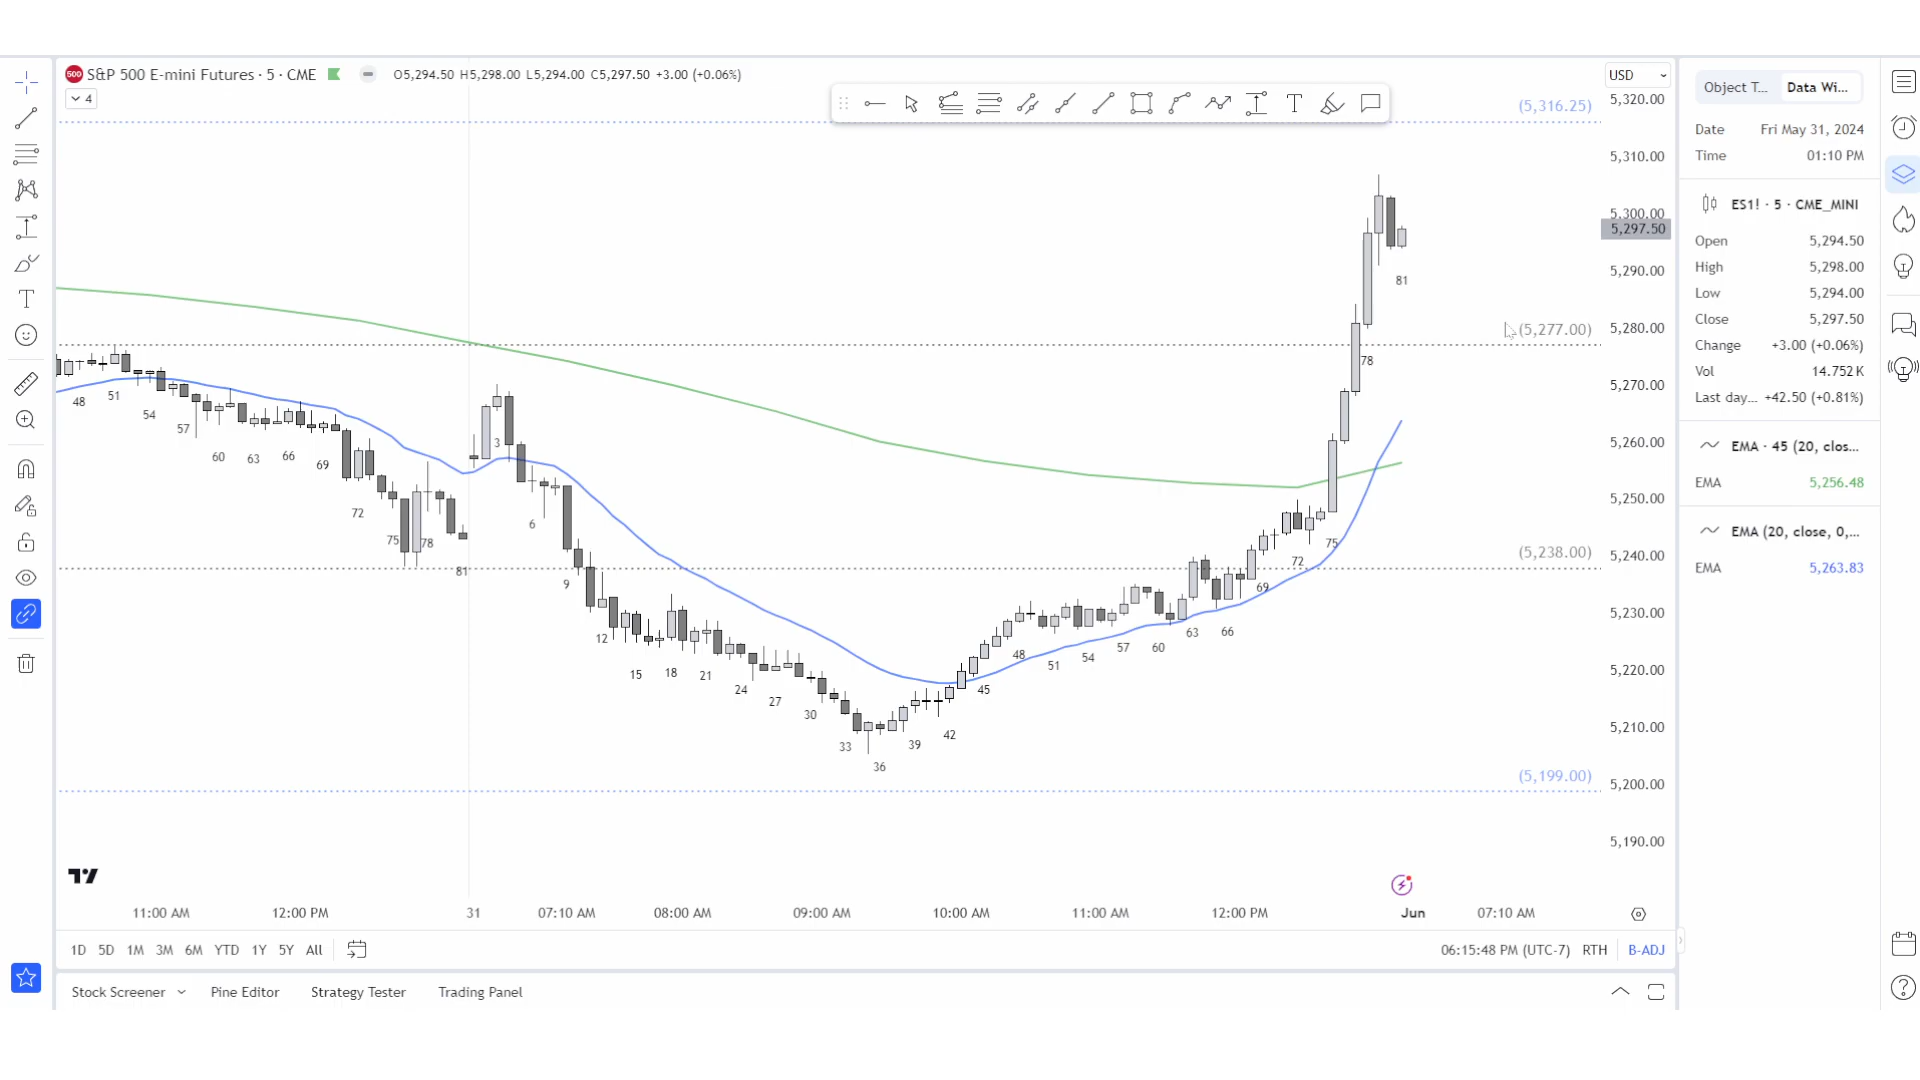 500 S&P 500 E-mini Futures · 5 · CME O5,294.50 H5,298.00 L5,294.00 C5,297.50 +3.00 (+0.06%)
4
USD
5,320.00
5,310.00
5,300.00
5,297.50
5,290.00
5,280.00
5,270.00
5,260.00
5,250.00
5,240.00
5,230.00
5,220.00
5,210.00
5,200.00
5,190.00
(5,316.25)
(5,277.00)
(5,238.00)
(5,199.00)
48
51
54
57
60
63
66
69
72
75
78
81
3
6
9
12
15
18
21
24
27
30
33
36
39
42
45
48
51
54
57
60
63
66
69
72
75
78
81
11:00 AM 12:00 PM 31 07:10 AM 08:00 AM 09:00 AM 10:00 AM 11:00 AM 12:00 PM Jun 07:10 AM
1D 5D 1M 3M 6M YTD 1Y 5Y All
06:15:48 PM (UTC-7) RTH B-ADJ
Stock Screener Pine Editor Strategy Tester Trading Panel
Object T... Data Wi...
Date Fri May 31, 2024
Time 01:10 PM
ES1! · 5 · CME_MINI
Open 5,294.50
High 5,298.00
Low 5,294.00
Close 5,297.50
Change +3.00 (+0.06%)
Vol 14.752 K
Last day... +42.50 (+0.81%)
EMA · 45 (20, clos...
EMA 5,256.48
EMA (20, close, 0,...
EMA 5,263.83